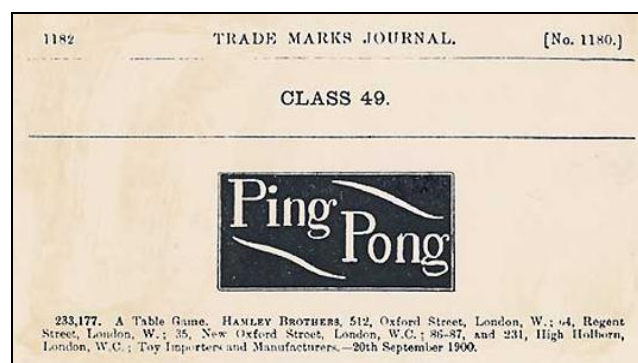 1182 TRADE MARKS JOURNAL. [No. 1180.]
CLASS 49.
Ping
Pong
233,177. A Table Game. HAMLEY BROTHERS, 512, Oxford Street, London, W.; 64, Regent
Street, London, W.; 35, New Oxford Street, London, W.C.; 86-87, and 231, High Holborn,
London, W.C.; Toy Importers and Manufacturers.—20th September 1900.